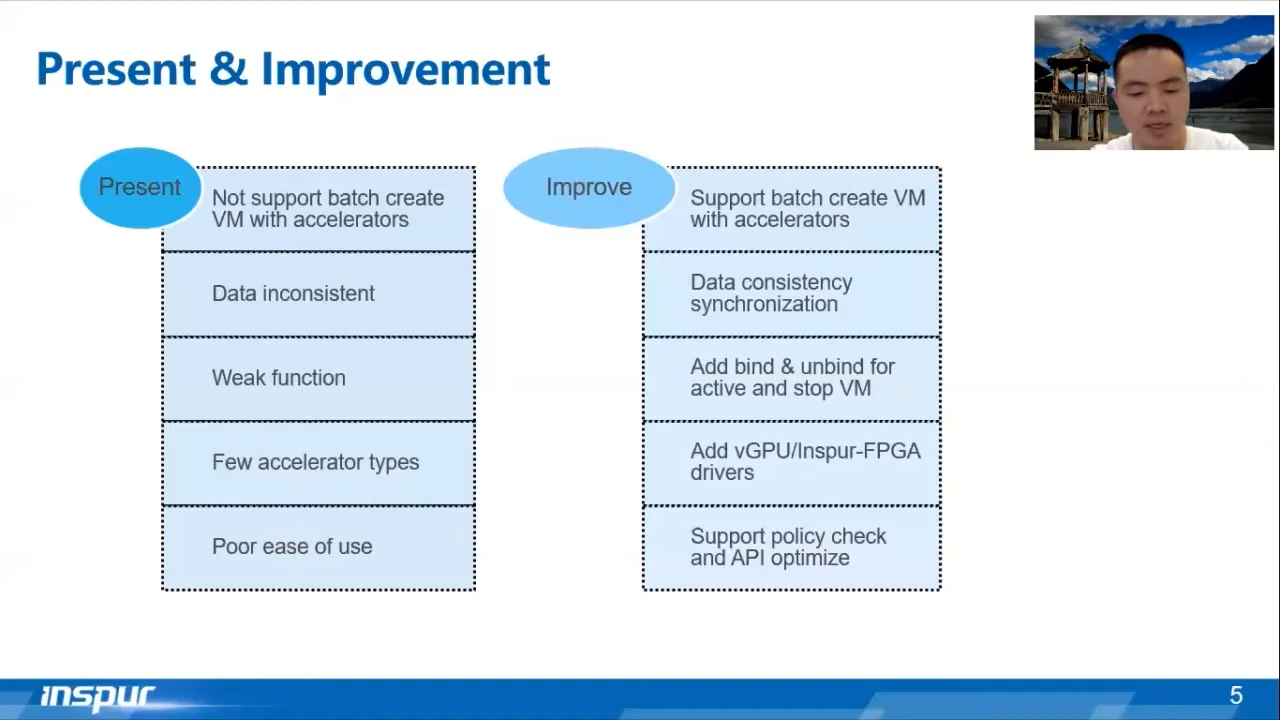 Present & Improvement
Present
Not support batch create
VM with accelerators
Data inconsistent
Weak function
Few accelerator types
Poor ease of use
Improve
Support batch create VM
with accelerators
Data consistency
synchronization
Add bind & unbind for
active and stop VM
Add vGPU/Inspur-FPGA
drivers
Support policy check
and API optimize
inspur
5